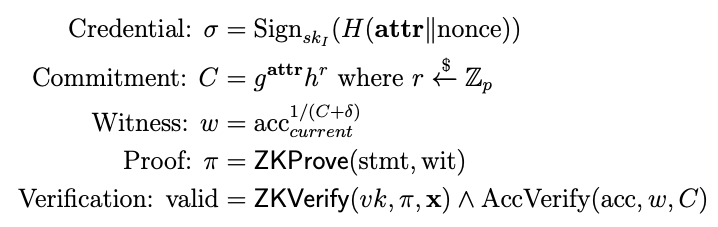 Credential: σ = Sign_{sk_I}(H(attr∥nonce))
Commitment: C = g^{attr}h^r where r ←$ ℤ_p
Witness: w = acc_{current}^{1/(C+δ)}
Proof: π = ZKProve(stmt, wit)
Verification: valid = ZKVerify(vk, π, x) ∧ AccVerify(acc, w, C)